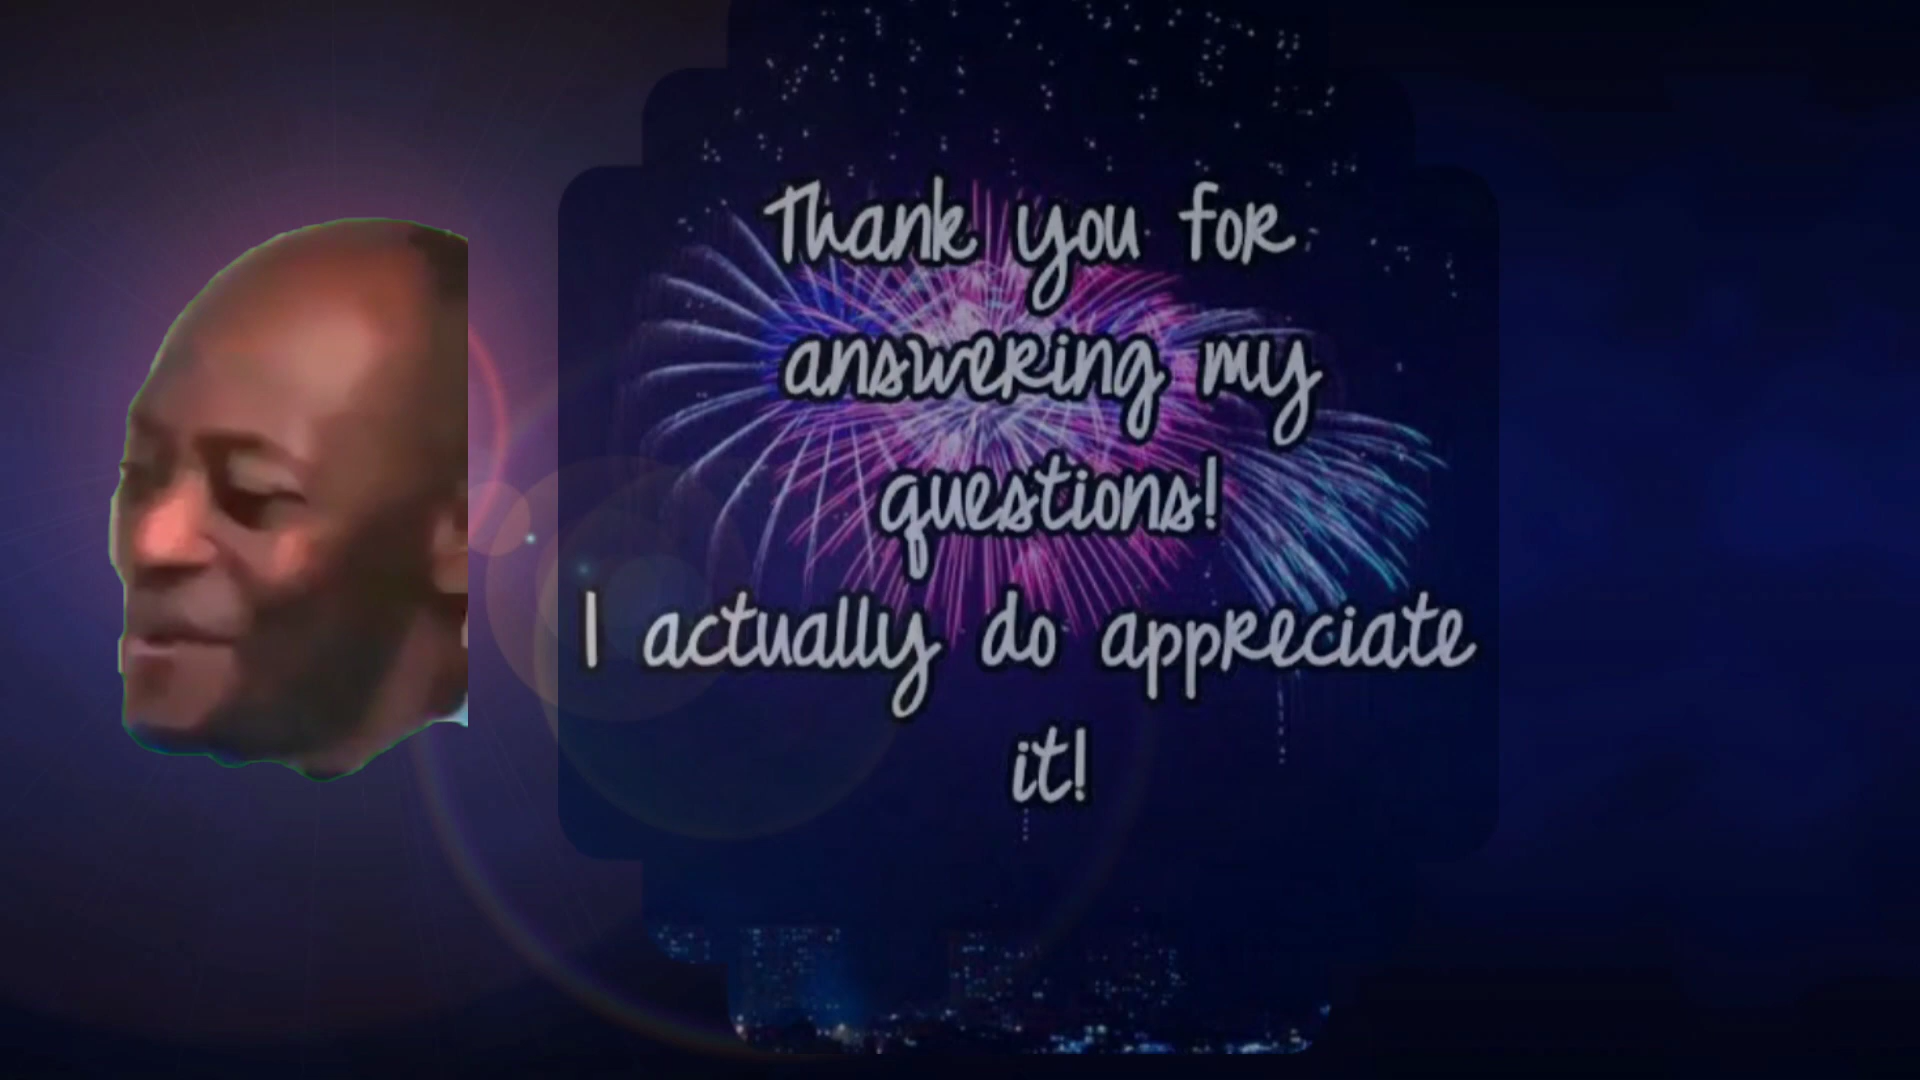 Thank you for
answering my
questions!
I actually do appreciate
it!